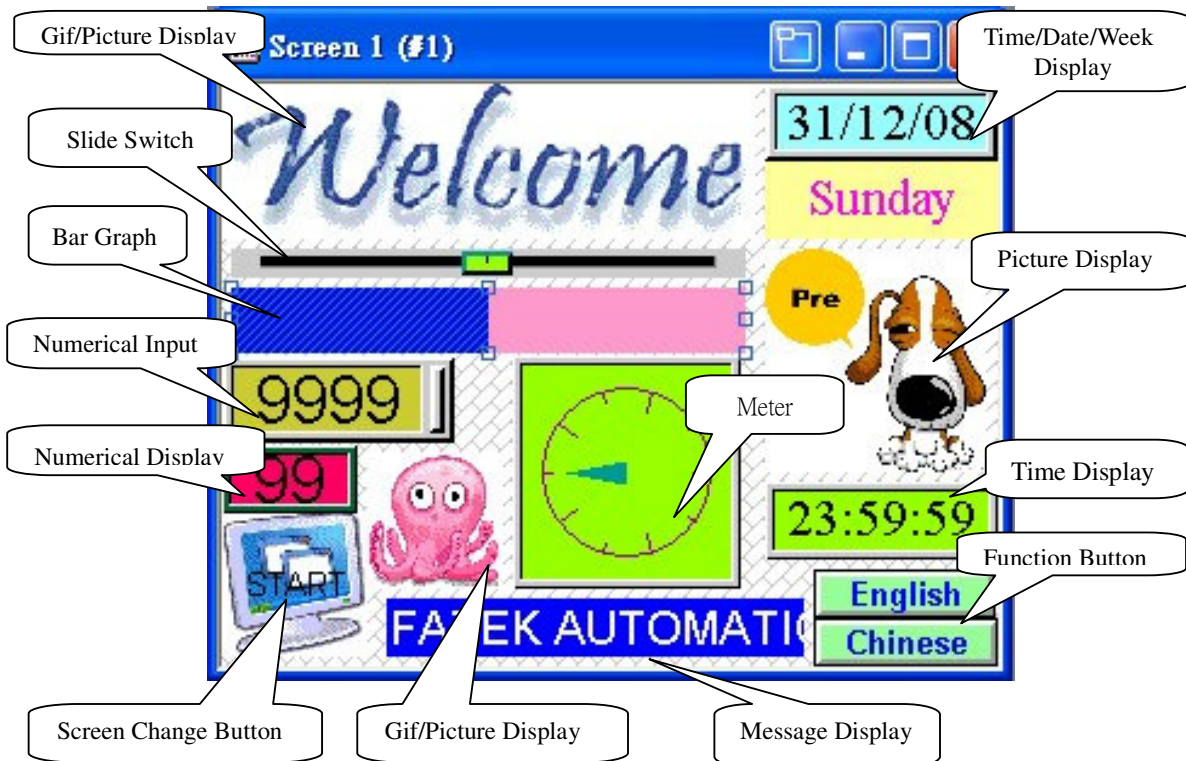 Gif/Picture Display
Screen 1 (#1)
Time/Date/Week
Display
Welcome
31/12/08
Slide Switch
Sunday
Bar Graph
Picture Display
Pre
Numerical Input
9999
Meter
Numerical Display
99
Time Display
23:59:59
START
Function Button
English
FATEK AUTOMATIC
Chinese
Screen Change Button
Gif/Picture Display
Message Display